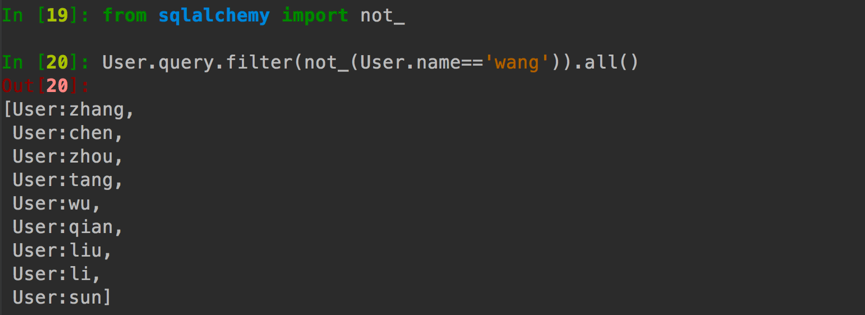 In [19]: from sqlalchemy import not_
In [20]: User.query.filter(not_(User.name=='wang')).all()
Out[20]:
[User:zhang,
User:chen,
User:zhou,
User:tang,
User:wu,
User:qian,
User:liu,
User:li,
User:sun]